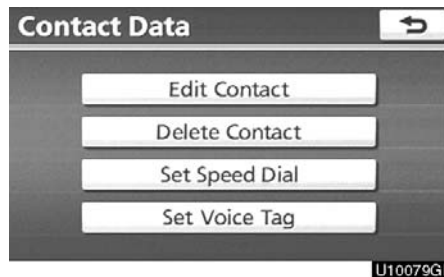 Contact Data
Edit Contact
Delete Contact
Set Speed Dial
Set Voice Tag
U10079G